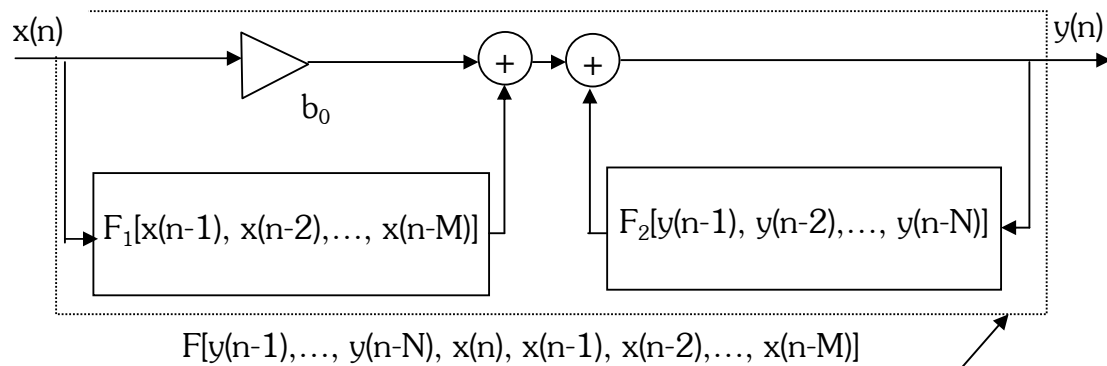 x(n) y(n)
+ +
b₀
F₁[x(n-1), x(n-2),..., x(n-M)] F₂[y(n-1), y(n-2),..., y(n-N)]
F[y(n-1),..., y(n-N), x(n), x(n-1), x(n-2),..., x(n-M)]